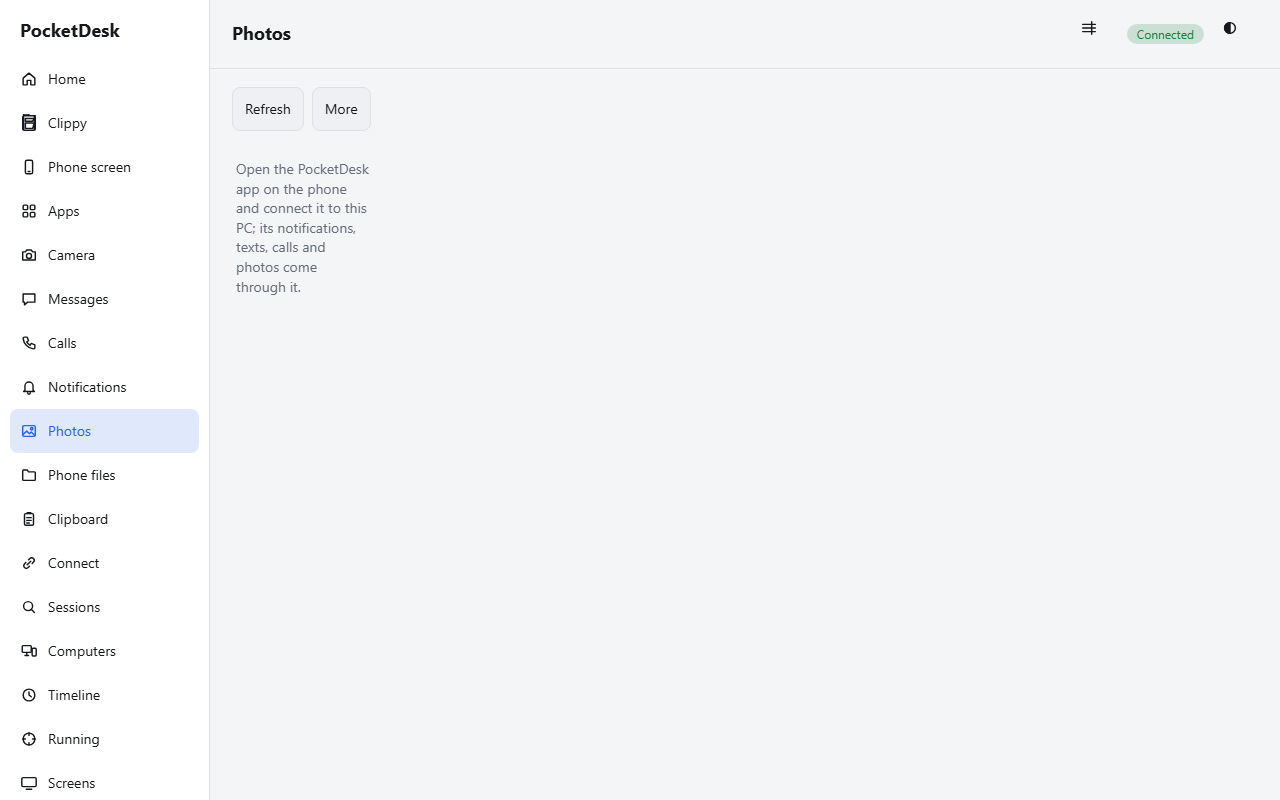 PocketDesk
Home
Clippy
Phone screen
Apps
Camera
Messages
Calls
Notifications
Photos
Phone files
Clipboard
Connect
Sessions
Computers
Timeline
Running
Screens
Photos
Connected
Refresh
More
Open the PocketDesk
app on the phone
and connect it to this
PC; its notifications,
texts, calls and
photos come
through it.